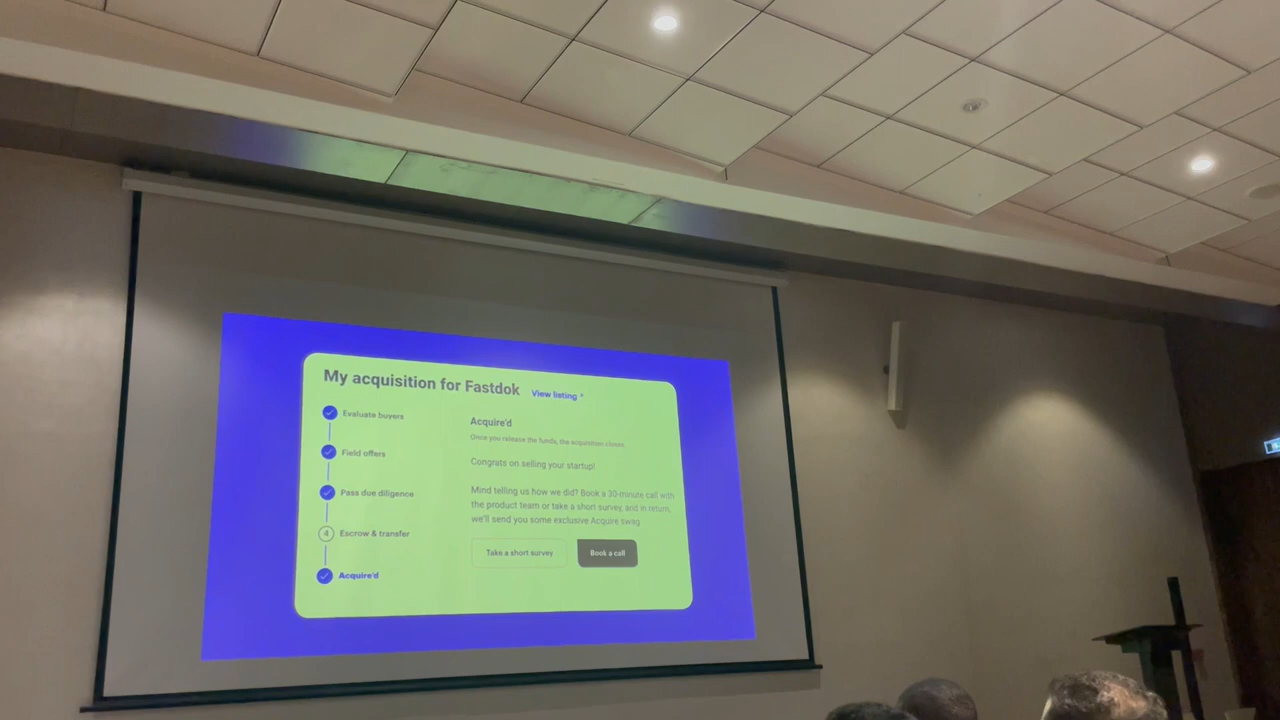 My acquisition for Fastdok
View listing
Evaluate buyers
Field offers
Pass due diligence
4 Escrow & transfer
Acquire'd
Acquire'd
Once you release the funds, the acquisition closes.
Congrats on selling your startup!
Mind telling us how we did? Book a 30-minute call with
the product team or take a short survey, and in return,
we'll send you some exclusive Acquire swag
Take a short survey
Book a call